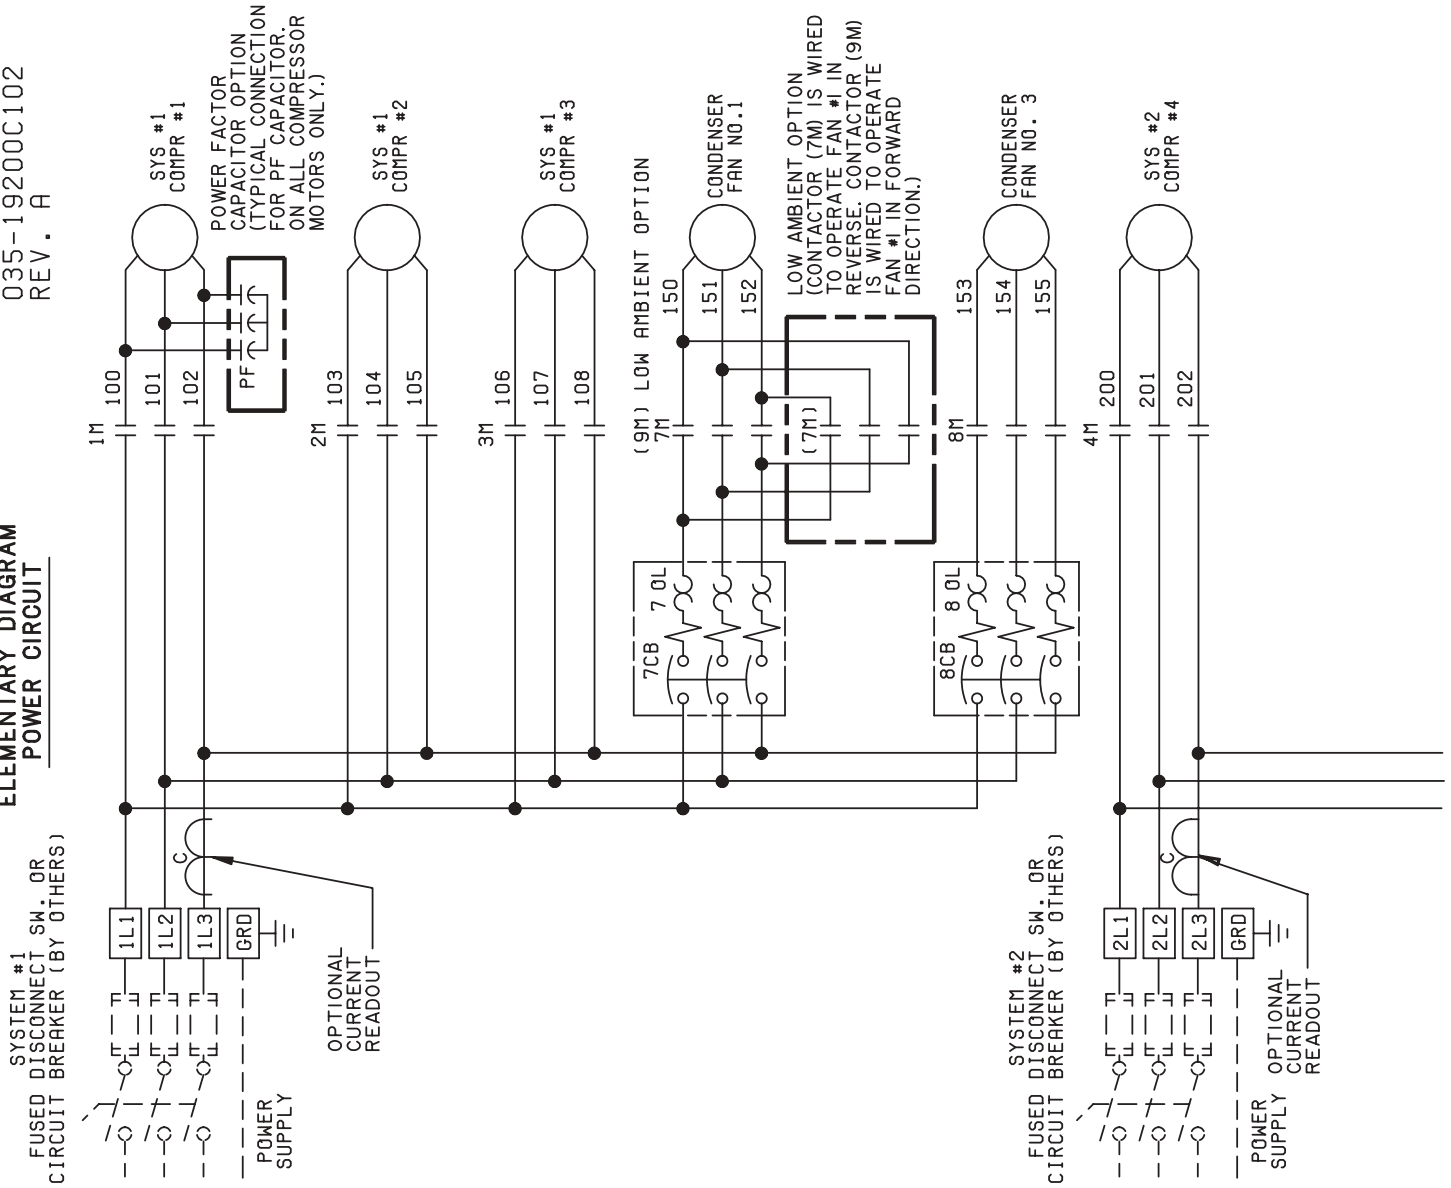 035-19200C102
REV. A
ELEMENTARY DIAGRAM
POWER CIRCUIT
SYSTEM #1
FUSED DISCONNECT SW. OR
CIRCUIT BREAKER (BY OTHERS)
POWER
SUPPLY
1L1
1L2
1L3
GRD
C
OPTIONAL
CURRENT
READOUT
1M
100
101
102
PF
SYS #1
COMPR #1
POWER FACTOR
CAPACITOR OPTION
(TYPICAL CONNECTION
FOR PF CAPACITOR.
ON ALL COMPRESSOR
MOTORS ONLY.)
2M
103
104
105
SYS #1
COMPR #2
3M
106
107
108
SYS #1
COMPR #3
(9M) LOW AMBIENT OPTION
7M
7CB
7 OL
150
151
152
CONDENSER
FAN NO.1
(7M)
LOW AMBIENT OPTION
(CONTACTOR (7M) IS WIRED
TO OPERATE FAN #1 IN
REVERSE. CONTACTOR (9M)
IS WIRED TO OPERATE
FAN #1 IN FORWARD
DIRECTION.)
8CB
8 OL
8M
153
154
155
CONDENSER
FAN NO. 3
SYSTEM #2
FUSED DISCONNECT SW. OR
CIRCUIT BREAKER (BY OTHERS)
POWER
SUPPLY
2L1
2L2
2L3
GRD
C
OPTIONAL
CURRENT
READOUT
4M
200
201
202
SYS #2
COMPR #4